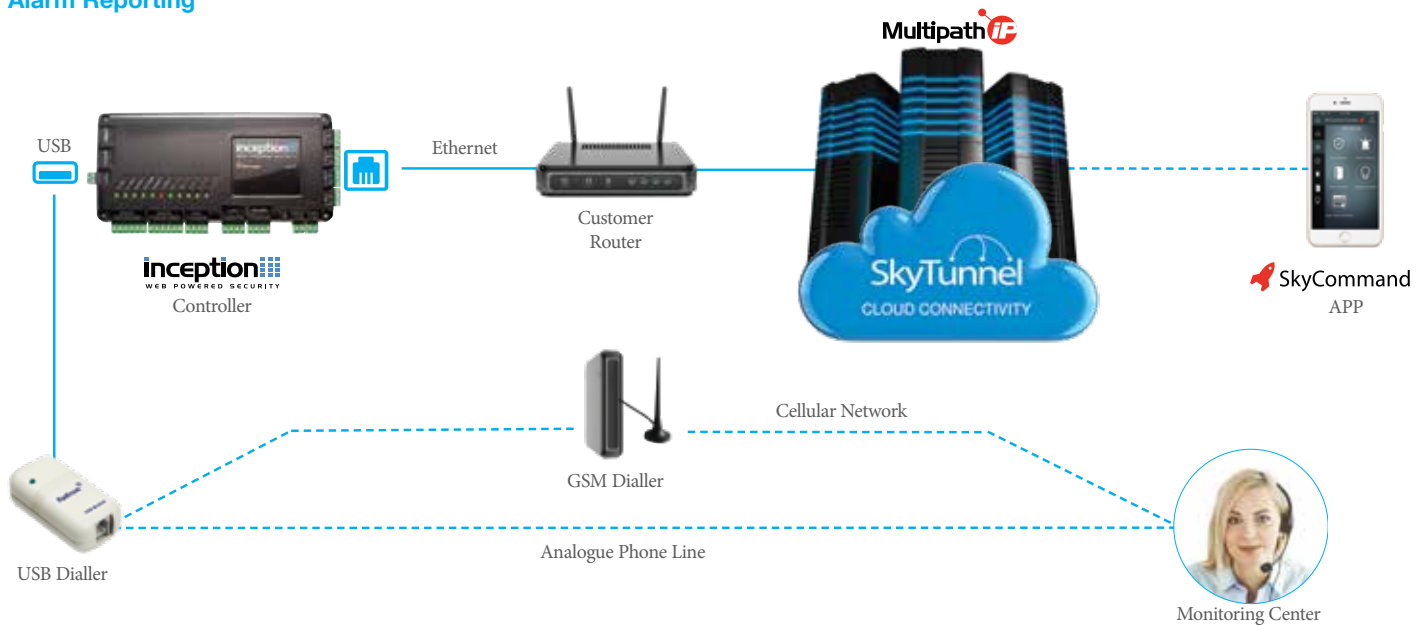 Alarm Reporting
Multipath iP
USB
Ethernet
inception
Customer
Router
inception
WEB POWERED SECURITY
Controller
SkyTunnel
CLOUD CONNECTIVITY
SkyCommand
APP
Cellular Network
GSM Dialler
Analogue Phone Line
USB Dialler
Monitoring Center